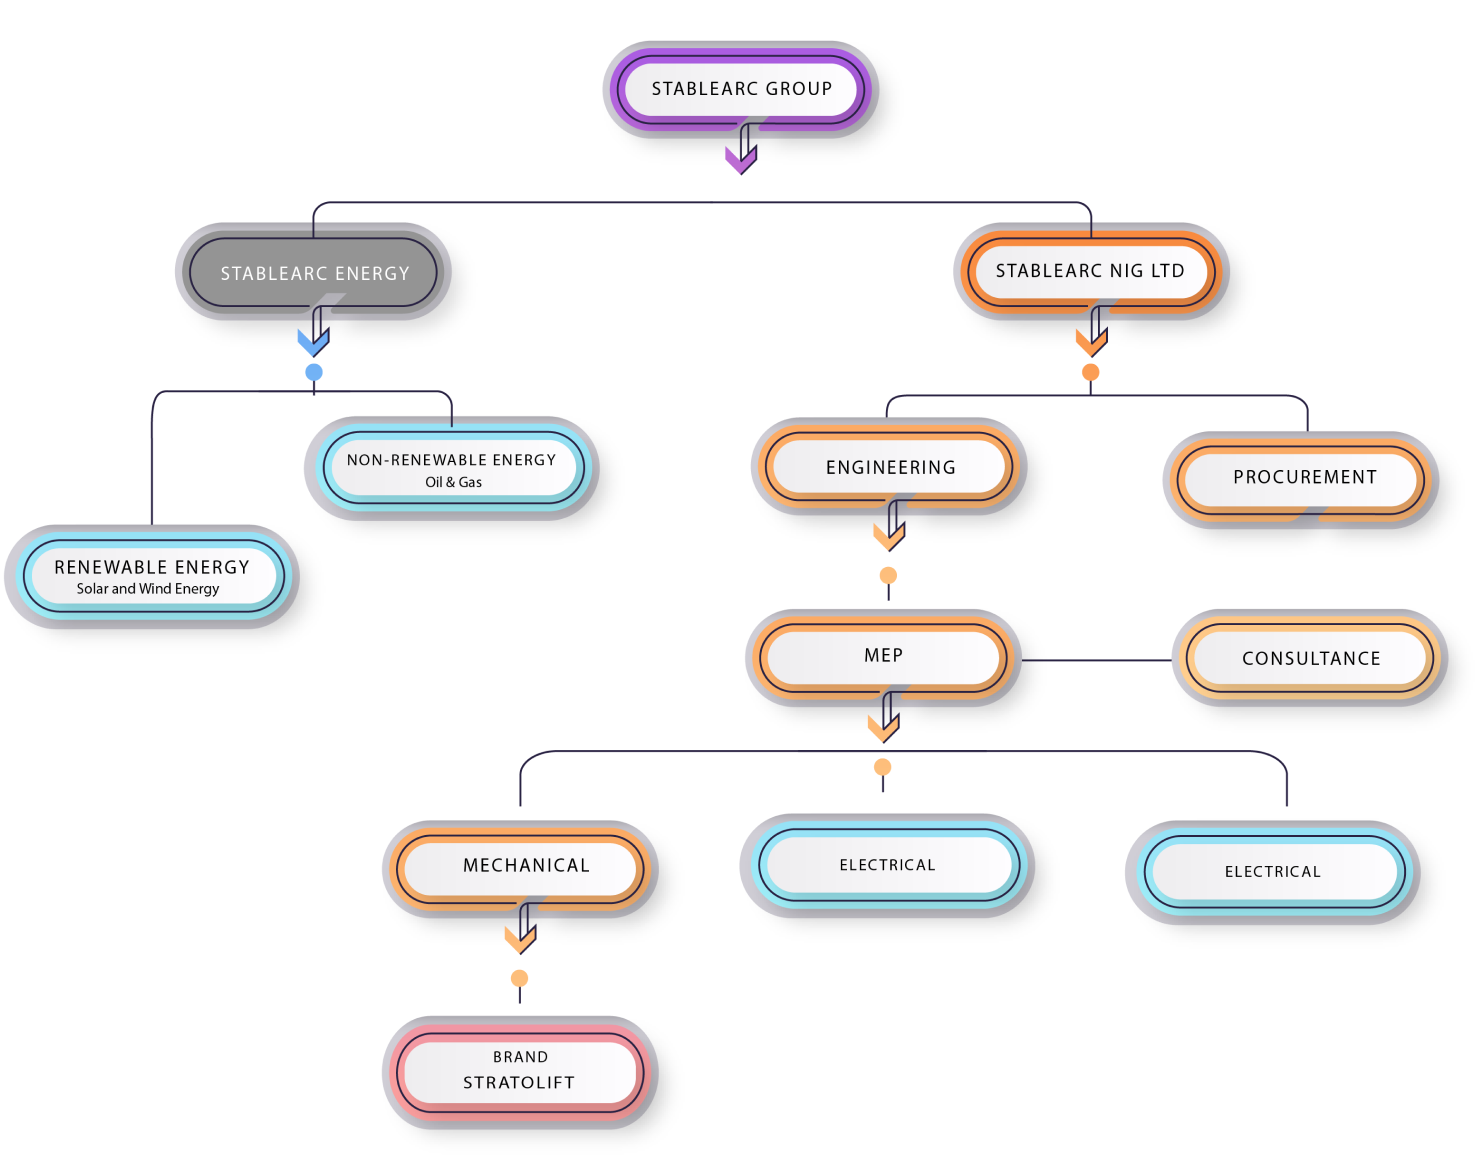 STABLEARC GROUP
STABLEARC ENERGY
STABLEARC NIG LTD
NON-RENEWABLE ENERGY
Oil & Gas
ENGINEERING
PROCUREMENT
RENEWABLE ENERGY
Solar and Wind Energy
MEP
CONSULTANCE
MECHANICAL
ELECTRICAL
ELECTRICAL
BRAND
STRATOLIFT